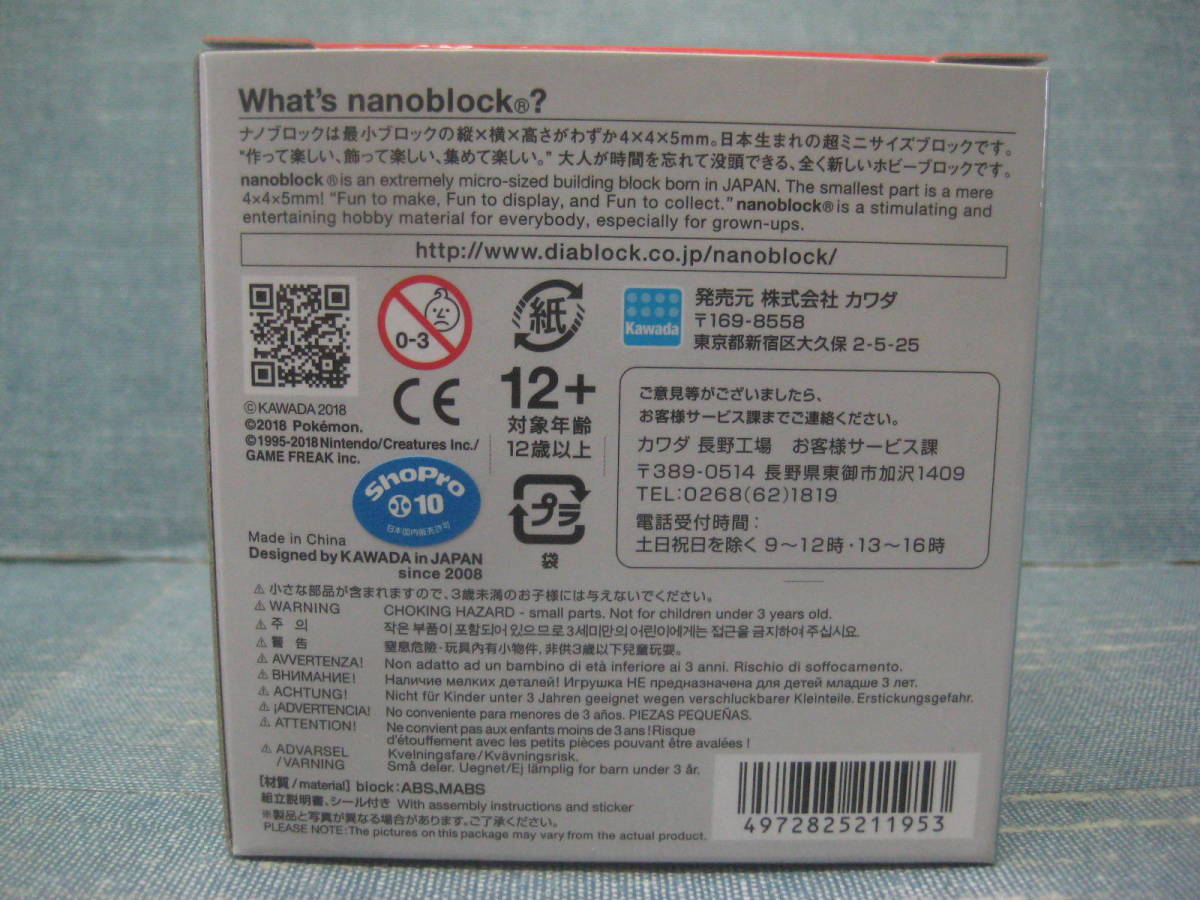 What's nanoblock®?
ナノブロックは最小ブロックの縦×横×高さがわずか4×4×5mm。日本生まれの超ミニサイズブロックです。
"作って楽しい、飾って楽しい、集めて楽しい。" 大人が時間を忘れて没頭できる、全く新しいホビーブロックです。
nanoblock® is an extremely micro-sized building block born in JAPAN. The smallest part is a mere
4×4×5mm! "Fun to make, Fun to display, and Fun to collect." nanoblock® is a stimulating and
entertaining hobby material for everybody, especially for grown-ups.
http://www.diablock.co.jp/nanoblock/
0-3
紙
Kawada
発売元 株式会社 カワダ
〒169-8558
東京都新宿区大久保 2-5-25
CE
12+
対象年齢
12歳以上
©KAWADA 2018
©2018 Pokémon.
©1995-2018 Nintendo/Creatures Inc./
GAME FREAK inc.
ShoPro
10
日本国内販売許可
プラ
袋
ご意見等がございましたら、
お客様サービス課までご連絡ください。
カワダ 長野工場 お客様サービス課
〒389-0514 長野県東御市加沢1409
TEL:0268(62)1819
電話受付時間:
土日祝日を除く 9〜12時・13〜16時
Made in China
Designed by KAWADA in JAPAN
since 2008
⚠ 小さな部品が含まれますので、3歳未満のお子様には与えないでください。
⚠ WARNING CHOKING HAZARD - small parts. Not for children under 3 years old.
⚠ 주 의 작은 부품이 포함되어 있으므로 3세미만의 어린이에게는 접근을 금지하여 주십시요.
⚠ 警 告 窒息危險-玩具內有小物件, 非供3歲以下兒童玩耍。
⚠ AVVERTENZA! Non adatto ad un bambino di età inferiore ai 3 anni. Rischio di soffocamento.
⚠ ВНИМАНИЕ! Наличие мелких деталей! Игрушка НЕ предназначена для детей младше 3 лет.
⚠ ACHTUNG! Nicht für Kinder unter 3 Jahren geeignet wegen verschluckbarer Kleinteile. Erstickungsgefahr.
⚠ ¡ADVERTENCIA! No conveniente para menores de 3 años. PIEZAS PEQUEÑAS.
⚠ ATTENTION! Ne convient pas aux enfants moins de 3 ans! Risque
d'étouffement avec les petits pièces pouvant être avalées !
⚠ ADVARSEL Kvelningsfare/Kvävningsrisk.
/VARNING Små deler. Uegnet/Ej lämplig for barn under 3 år.
[材質/material] block:ABS、MABS
組立説明書、シール付き With assembly instructions and sticker
※製品と写真が異なる場合があります。ご了承ください。
PLEASE NOTE:The pictures on this package may vary from the actual product.
4972825211953